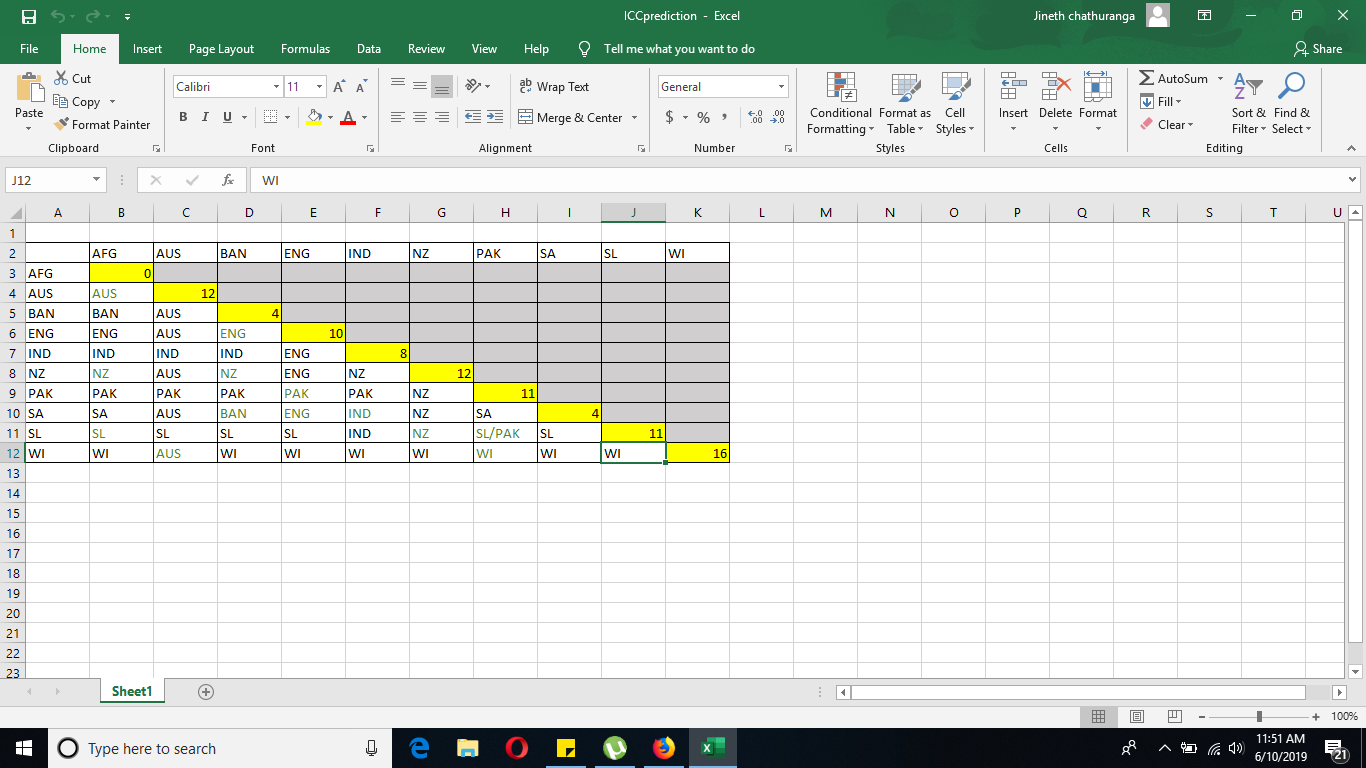 ICCprediction - Excel
Jineth chathuranga
File Home Insert Page Layout Formulas Data Review View Help Tell me what you want to do Share
Paste
Cut
Copy
Format Painter
Clipboard
Calibri 11
B I U
Font
Wrap Text
Merge & Center
Alignment
General
$ % ,
Number
Conditional Formatting
Format as Table
Cell Styles
Styles
Insert Delete Format
Cells
AutoSum
Fill
Clear
Sort & Filter
Find & Select
Editing
J12 fx WI
A B C D E F G H I J K L M N O P Q R S T U
1
2 AFG AUS BAN ENG IND NZ PAK SA SL WI
3 AFG 0
4 AUS AUS 12
5 BAN BAN AUS 4
6 ENG ENG AUS ENG 10
7 IND IND IND IND ENG 8
8 NZ NZ AUS NZ ENG NZ 12
9 PAK PAK PAK PAK PAK PAK NZ 11
10 SA SA AUS BAN ENG IND NZ SA 4
11 SL SL SL SL SL IND NZ SL/PAK SL 11
12 WI WI AUS WI WI WI WI WI WI WI 16
13
14
15
16
17
18
19
20
21
22
23
Sheet1
100%
Type here to search
11:51 AM
6/10/2019
21